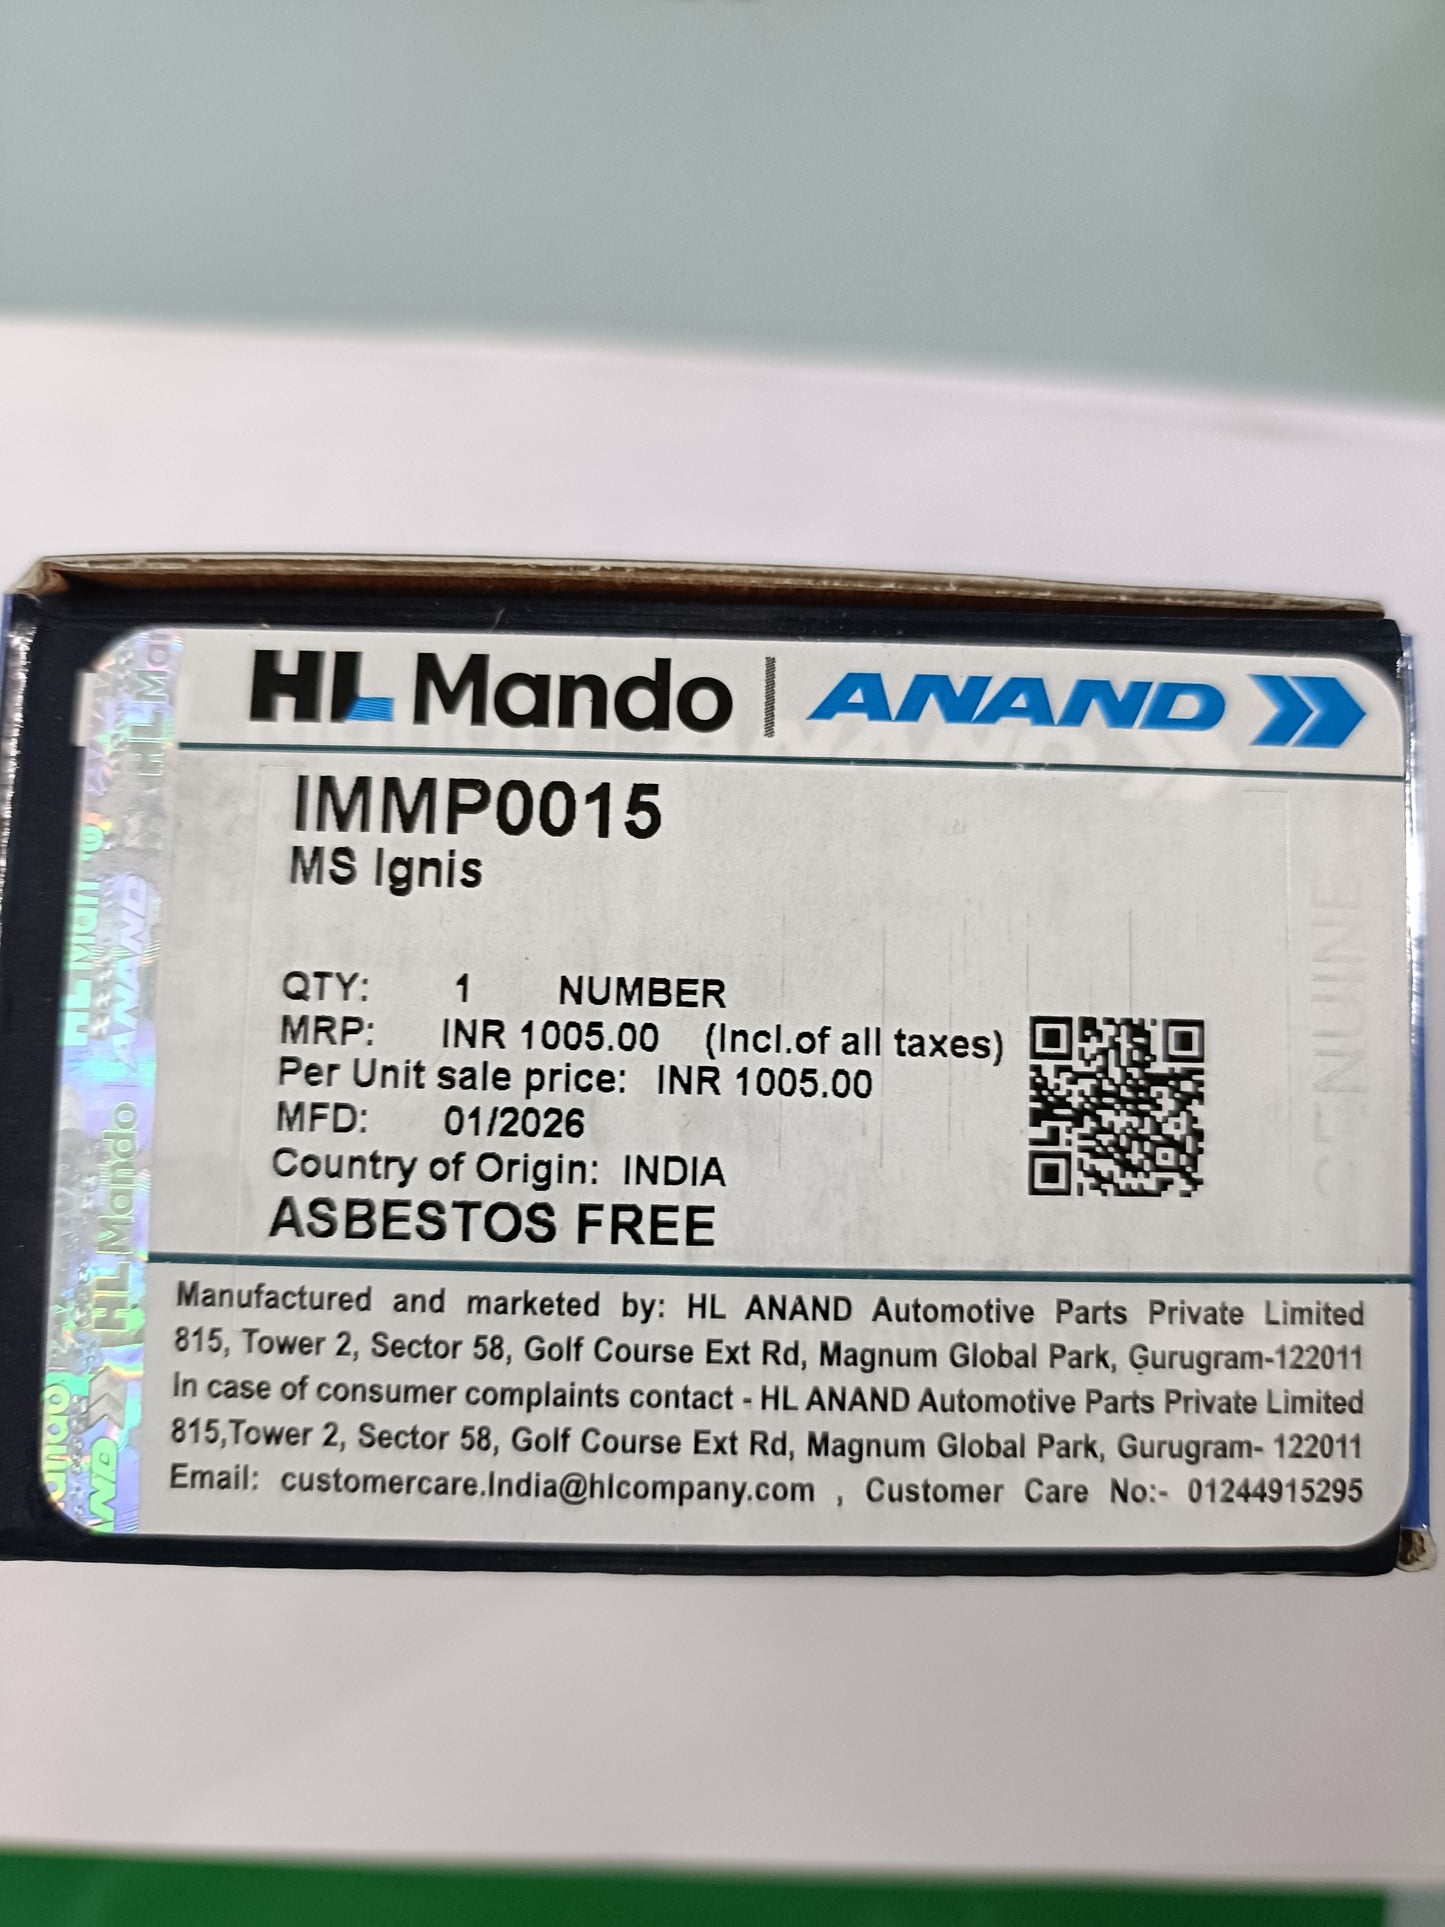 HL Mando | ANAND
IMMP0015
MS Ignis
QTY: 1 NUMBER
MRP: INR 1005.00 (Incl.of all taxes)
Per Unit sale price: INR 1005.00
MFD: 01/2026
Country of Origin: INDIA
ASBESTOS FREE
GENUINE
Manufactured and marketed by: HL ANAND Automotive Parts Private Limited
815, Tower 2, Sector 58, Golf Course Ext Rd, Magnum Global Park, Gurugram-122011
In case of consumer complaints contact - HL ANAND Automotive Parts Private Limited
815,Tower 2, Sector 58, Golf Course Ext Rd, Magnum Global Park, Gurugram- 122011
Email: customercare.India@hlcompany.com , Customer Care No:- 01244915295
HL Mando | ANAND